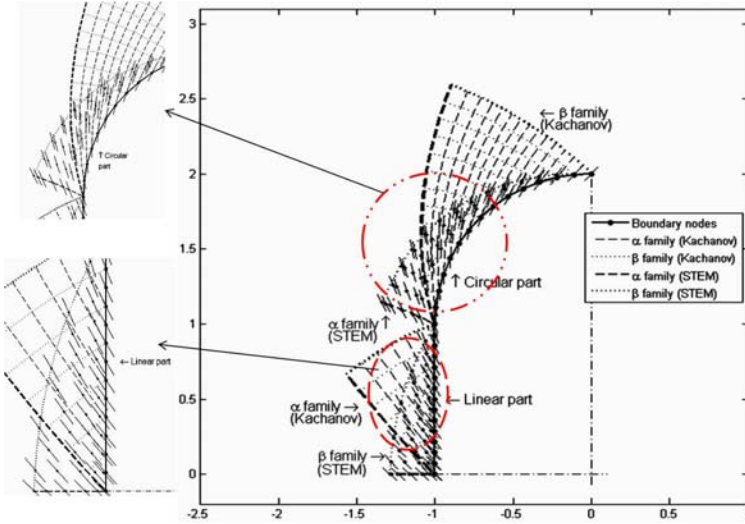 ↑ Circular
part
← Linear part
3
2.5
2
1.5
1
0.5
0
-2.5
-2
-1.5
-1
-0.5
0
0.5
← β family
(Kachanov)
↑ Circular part
α family ↑
(STEM)
α family →
(Kachanov)
← Linear part
β family →
(STEM)
Boundary nodes
α family (Kachanov)
β family (Kachanov)
α family (STEM)
β family (STEM)